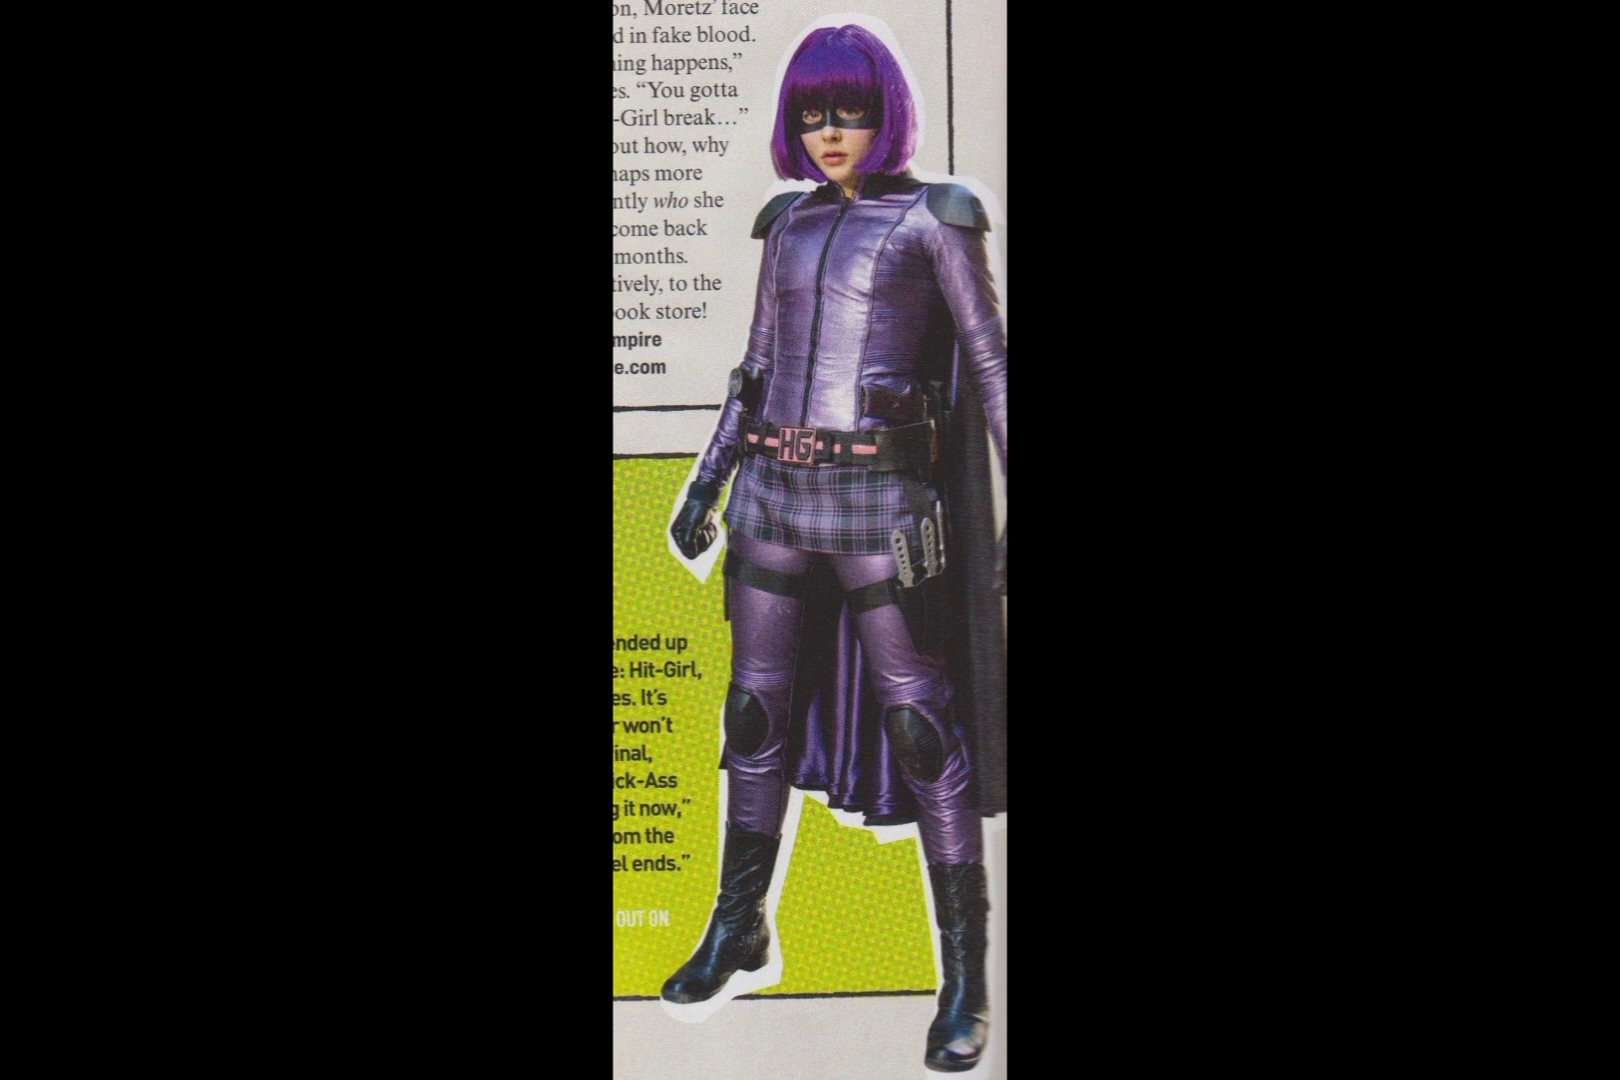 on, Moretz' face
d in fake blood.
ing happens,”
es. “You gotta
-Girl break…”
out how, why
haps more
ntly who she
come back
months.
tively, to the
ook store!
mpire
e.com
HG
ended up
e: Hit-Girl,
es. It's
r won't
inal,
ick-Ass
g it now,”
om the
el ends.”
OUT ON